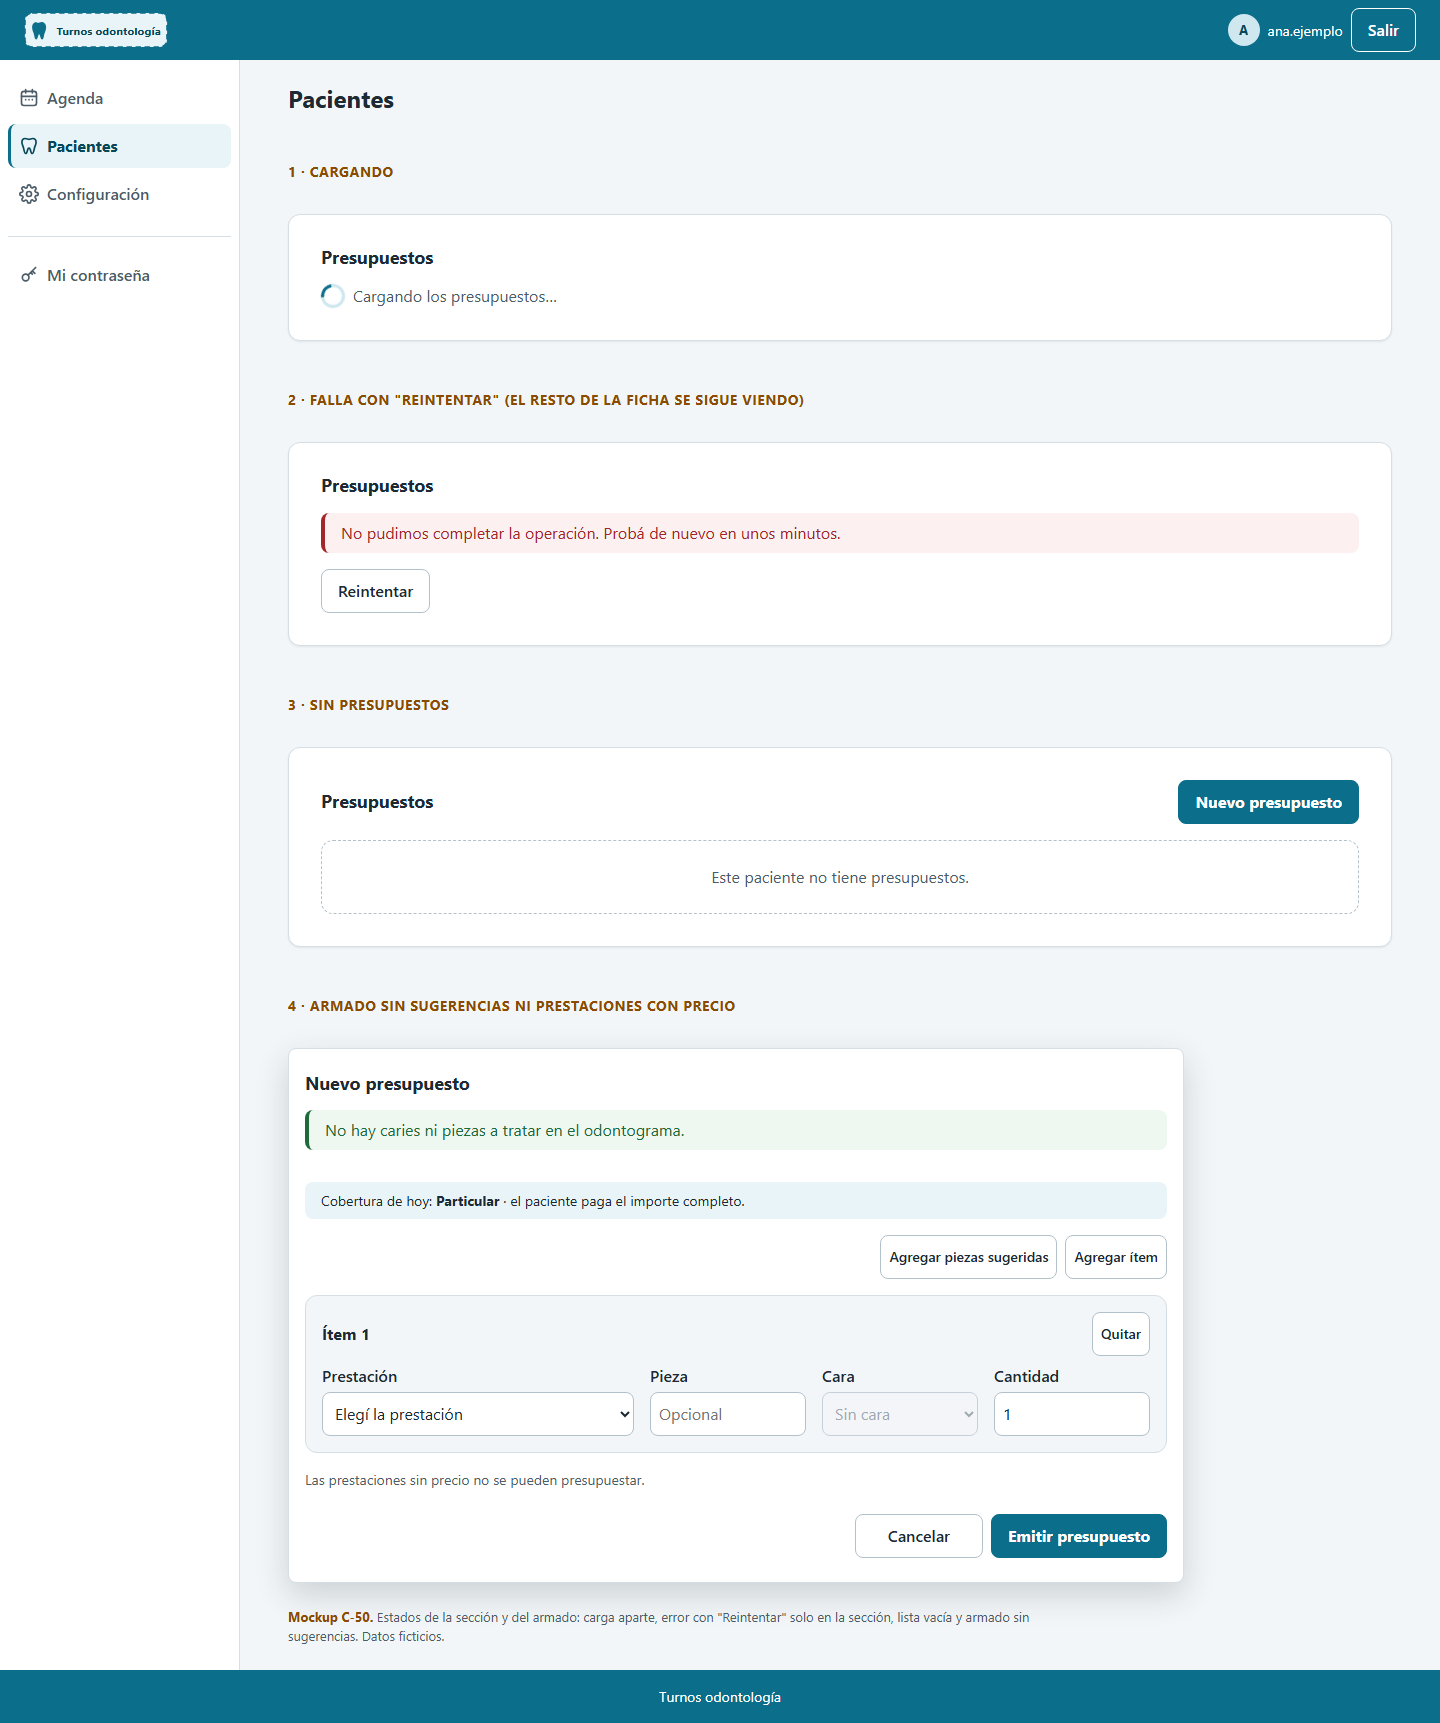 Turnos odontología
A
ana.ejemplo
Salir
Agenda
Pacientes
Configuración
Mi contraseña
Pacientes
1 · CARGANDO
Presupuestos
Cargando los presupuestos...
2 · FALLA CON "REINTENTAR" (EL RESTO DE LA FICHA SE SIGUE VIENDO)
Presupuestos
No pudimos completar la operación. Probá de nuevo en unos minutos.
Reintentar
3 · SIN PRESUPUESTOS
Presupuestos
Nuevo presupuesto
Este paciente no tiene presupuestos.
4 · ARMADO SIN SUGERENCIAS NI PRESTACIONES CON PRECIO
Nuevo presupuesto
No hay caries ni piezas a tratar en el odontograma.
Cobertura de hoy: Particular · el paciente paga el importe completo.
Agregar piezas sugeridas
Agregar ítem
Ítem 1
Quitar
Prestación
Pieza
Cara
Cantidad
Elegí la prestación
Opcional
Sin cara
1
Las prestaciones sin precio no se pueden presupuestar.
Cancelar
Emitir presupuesto
Mockup C-50. Estados de la sección y del armado: carga aparte, error con "Reintentar" solo en la sección, lista vacía y armado sin
sugerencias. Datos ficticios.
Turnos odontología